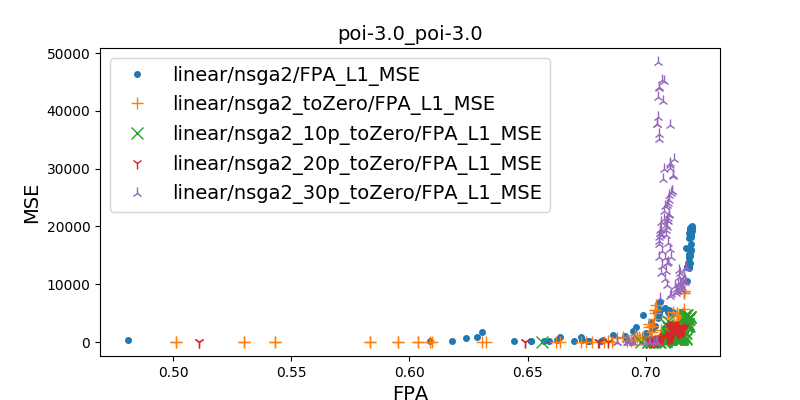 poi-3.0_poi-3.0
50000
40000
30000
20000
10000
0
MSE
linear/nsga2/FPA_L1_MSE
linear/nsga2_toZero/FPA_L1_MSE
linear/nsga2_10p_toZero/FPA_L1_MSE
linear/nsga2_20p_toZero/FPA_L1_MSE
linear/nsga2_30p_toZero/FPA_L1_MSE
0.50 0.55 0.60 0.65 0.70
FPA